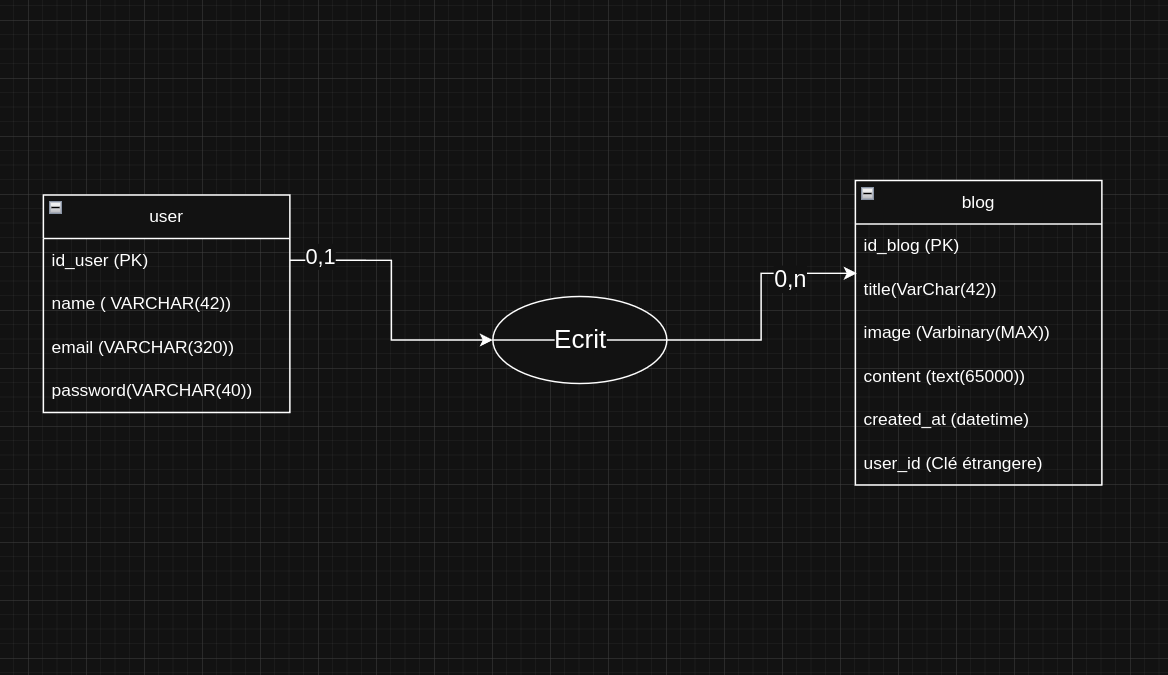 user
id_user (PK)
name ( VARCHAR(42))
email (VARCHAR(320))
password(VARCHAR(40))
0,1
Ecrit
0,n
blog
id_blog (PK)
title(VarChar(42))
image (Varbinary(MAX))
content (text(65000))
created_at (datetime)
user_id (Clé étrangere)